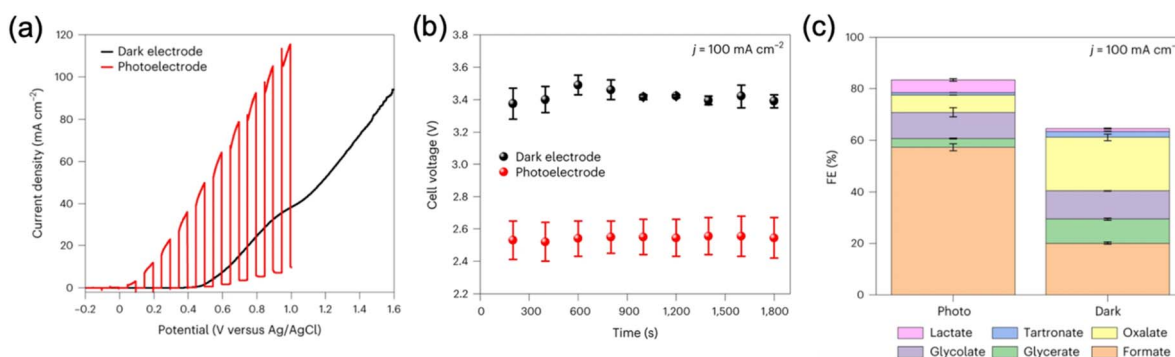 (a)
120
100
80
60
40
20
0
Current density (mA cm⁻²)
Dark electrode
Photoelectrode
−0.2 0 0.2 0.4 0.6 0.8 1.0 1.2 1.4 1.6
Potential (V versus Ag/AgCl)
(b)
j = 100 mA cm⁻²
3.8
3.6
3.4
3.2
3.0
2.8
2.6
2.4
2.2
Cell voltage (V)
Dark electrode
Photoelectrode
0 300 600 900 1,200 1,500 1,800
Time (s)
(c)
j = 100 mA cm⁻
100
80
60
40
20
0
FE (%)
Photo Dark
Lactate Tartronate Oxalate
Glycolate Glycerate Formate